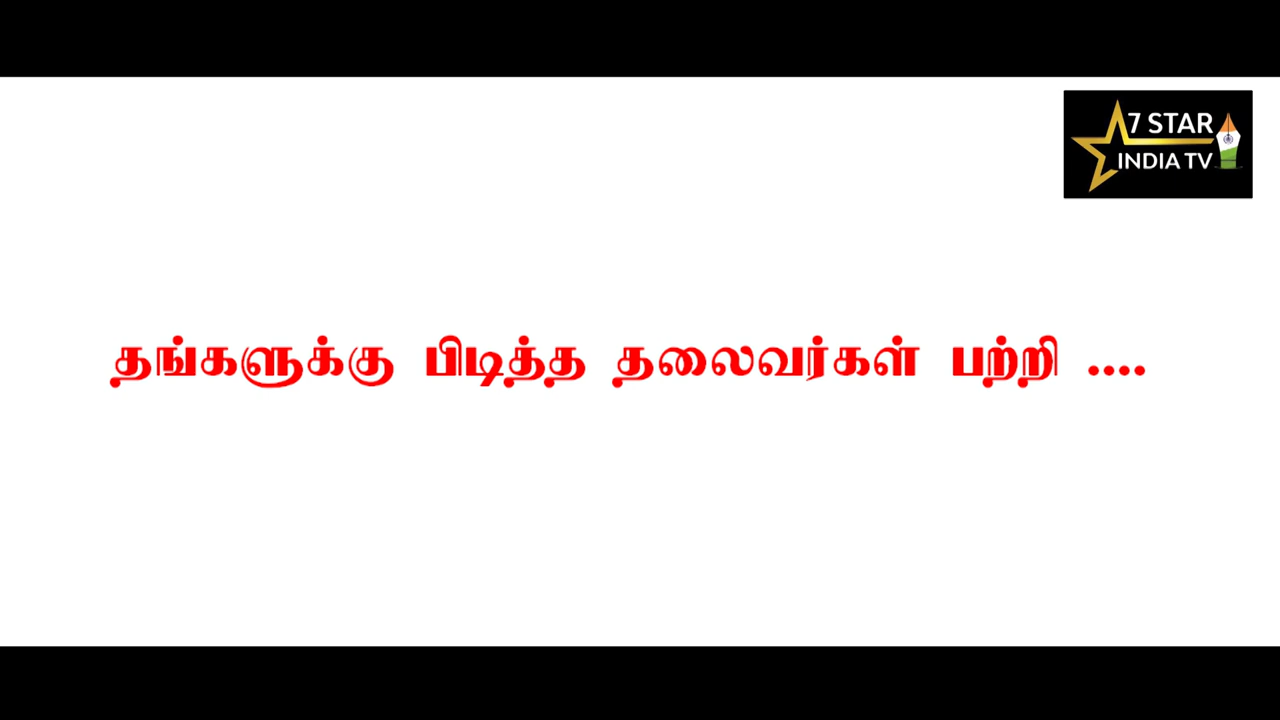 7 STAR
INDIA TV
தங்களுக்கு பிடித்த தலைவர்கள் பற்றி ....